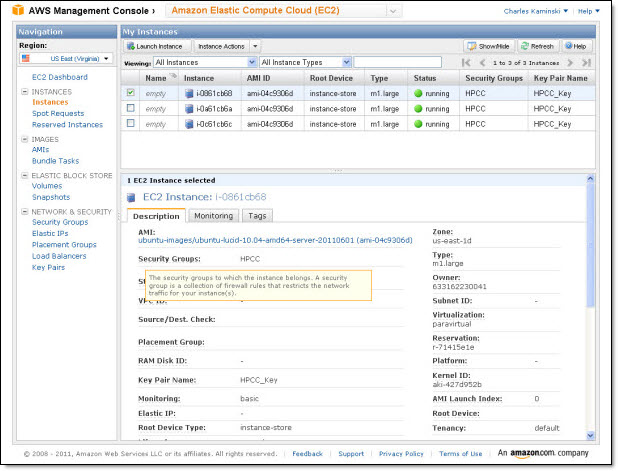 AWS Management Console > Amazon Elastic Compute Cloud (EC2) Charles Kaminski Help
Navigation
Region:
US East (Virginia)
EC2 Dashboard
INSTANCES
Instances
Spot Requests
Reserved Instances
IMAGES
AMIs
Bundle Tasks
ELASTIC BLOCK STORE
Volumes
Snapshots
NETWORK & SECURITY
Security Groups
Elastic IPs
Placement Groups
Load Balancers
Key Pairs
My Instances
Launch Instance Instance Actions Show/Hide Refresh Help
Viewing: All Instances All Instance Types 1 to 3 of 3 Instances
Name Instance AMI ID Root Device Type Status Security Groups Key Pair Name
empty i-0861cb68 ami-04c9306d instance-store m1.large running HPCC HPCC_Key
empty i-0a61cb6a ami-04c9306d instance-store m1.large running HPCC HPCC_Key
empty i-0c61cb6c ami-04c9306d instance-store m1.large running HPCC HPCC_Key
1 EC2 Instance selected
EC2 Instance: i-0861cb68
Description Monitoring Tags
AMI:
ubuntu-images/ubuntu-lucid-10.04-amd64-server-20110601 (ami-04c9306d)
Security Groups: HPCC
The security groups to which the instance belongs. A security
group is a collection of firewall rules that restricts the network
traffic for your instance(s).
VPC ID: -
Source/Dest. Check:
Placement Group:
RAM Disk ID: -
Key Pair Name: HPCC_Key
Monitoring: basic
Elastic IP: -
Root Device Type: instance-store
Zone:
us-east-1d
Type:
m1.large
Owner:
633162230041
Subnet ID: -
Virtualization:
paravirtual
Reservation:
r-71415e1e
Platform: -
Kernel ID:
aki-427d952b
AMI Launch Index: 0
Root Device:
Tenancy: default
© 2008 - 2011, Amazon Web Services LLC or its affiliates. All rights reserved. Feedback Support Privacy Policy Terms of Use An amazon.com company